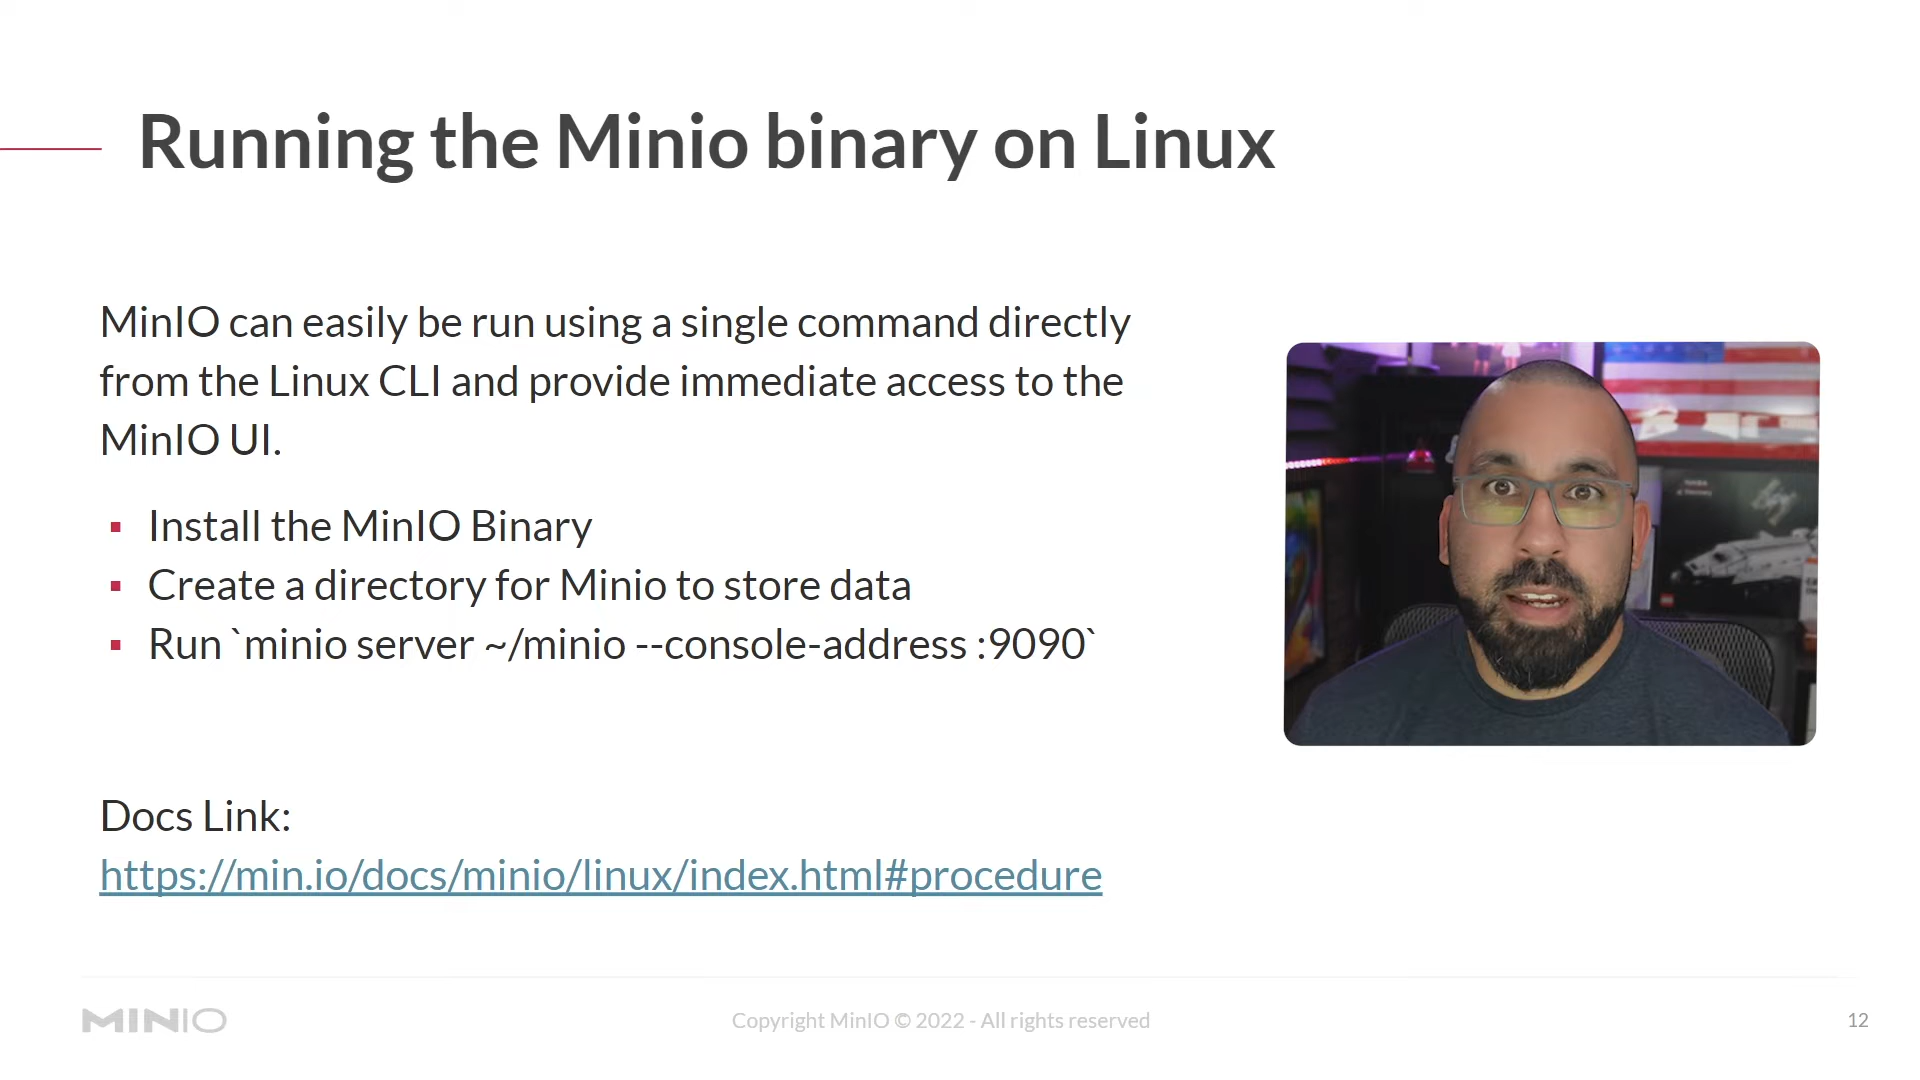 Running the Minio binary on Linux
MinIO can easily be run using a single command directly
from the Linux CLI and provide immediate access to the
MinIO UI.
▪ Install the MinIO Binary
▪ Create a directory for Minio to store data
▪ Run `minio server ~/minio --console-address :9090`
Docs Link:
https://min.io/docs/minio/linux/index.html#procedure
MINIO
Copyright MinIO © 2022 - All rights reserved
12